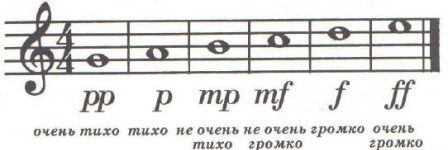 4
4
pp p mp mf f ff
очень тихо тихо не очень не очень громко очень
тихо громко громко